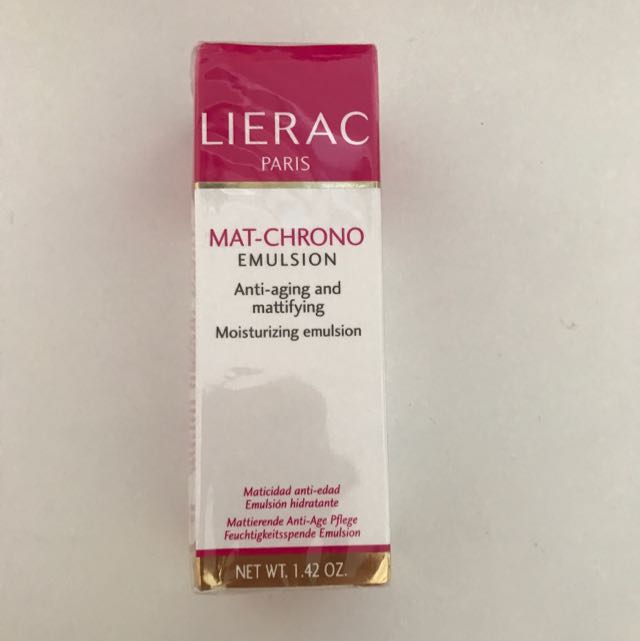 LIERAC
PARIS
MAT-CHRONO
EMULSION
Anti-aging and
mattifying
Moisturizing emulsion
Maticidad anti-edad
Emulsión hidratante
Mattierende Anti-Age Pflege
Feuchtigkeitsspende Emulsion
NET WT. 1.42 OZ.